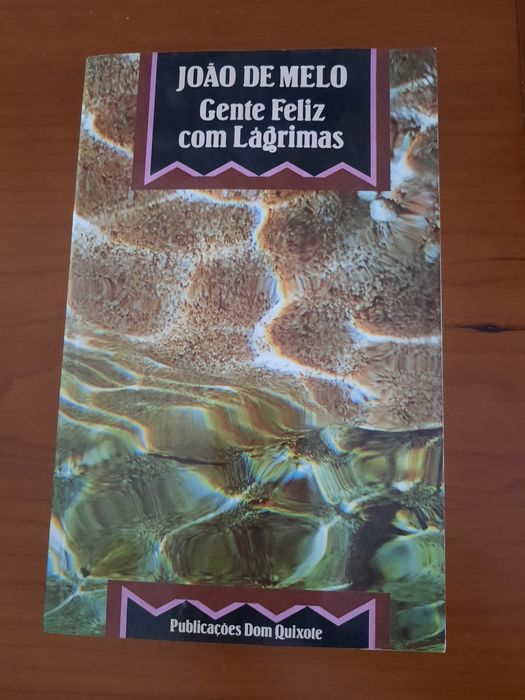 JOÃO DE MELO
Gente Feliz
com Lágrimas
Publicações Dom Quixote